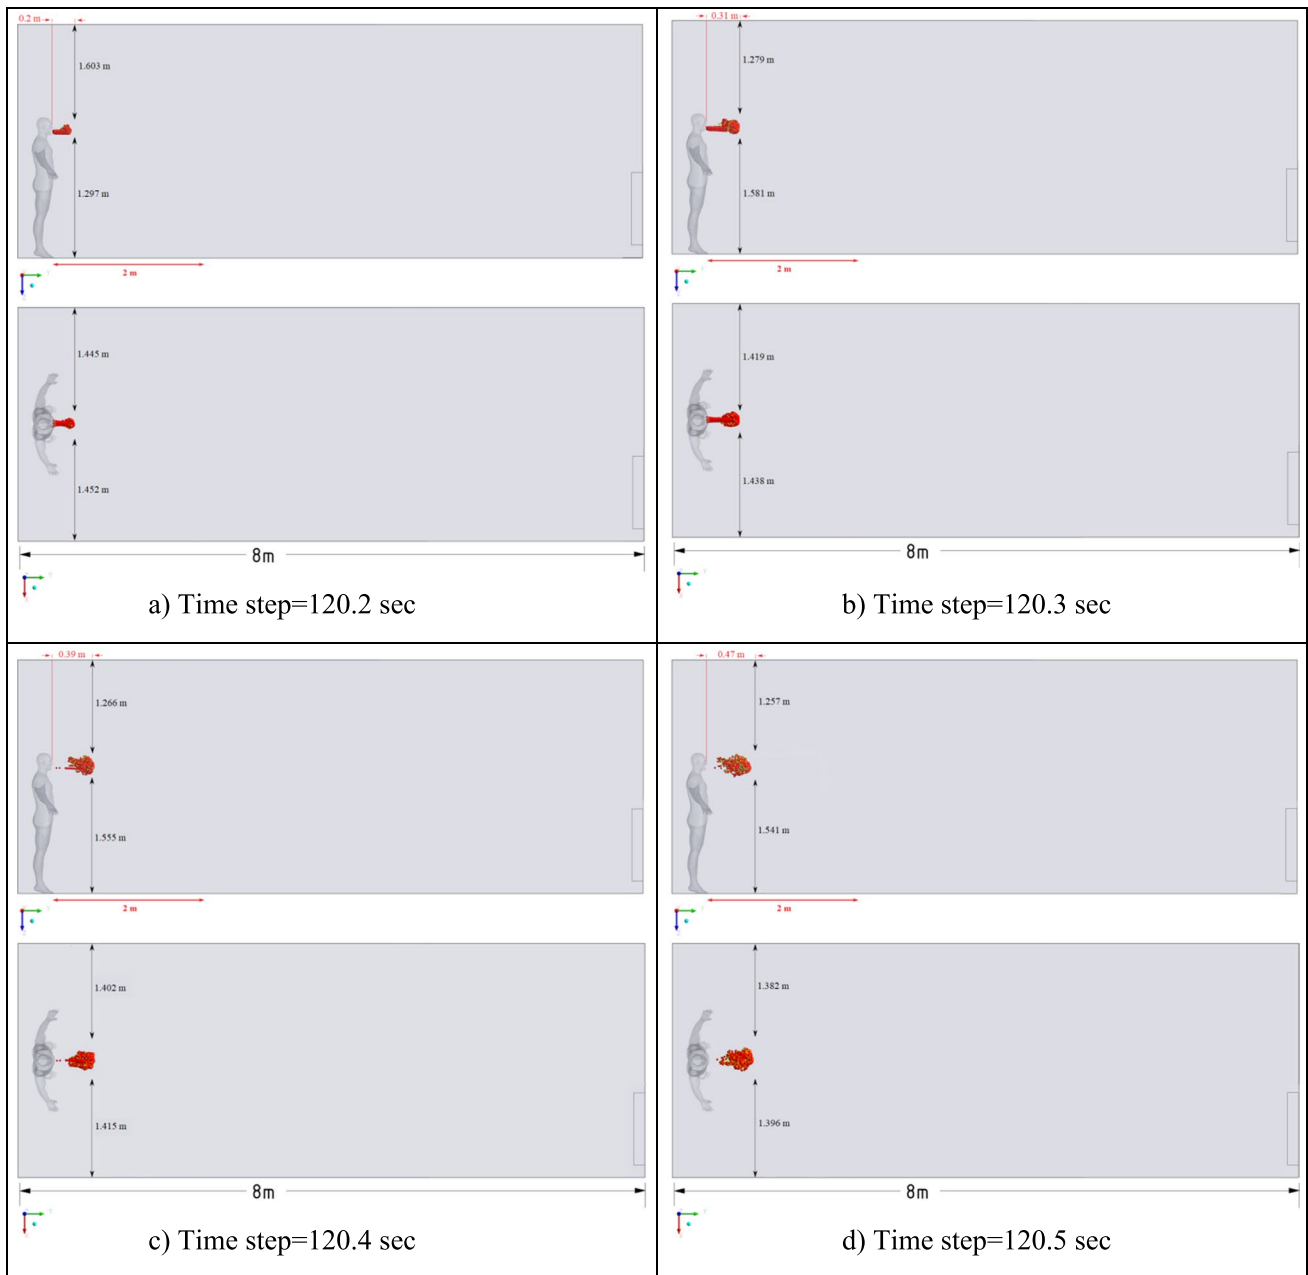 0.2 m
1.603 m
1.297 m
2 m
1.445 m
1.452 m
8m
a) Time step=120.2 sec
0.31 m
1.279 m
1.581 m
2 m
1.419 m
1.438 m
8m
b) Time step=120.3 sec
0.39 m
1.266 m
1.555 m
2 m
1.402 m
1.415 m
8m
c) Time step=120.4 sec
0.47 m
1.257 m
1.541 m
2 m
1.382 m
1.396 m
8m
d) Time step=120.5 sec